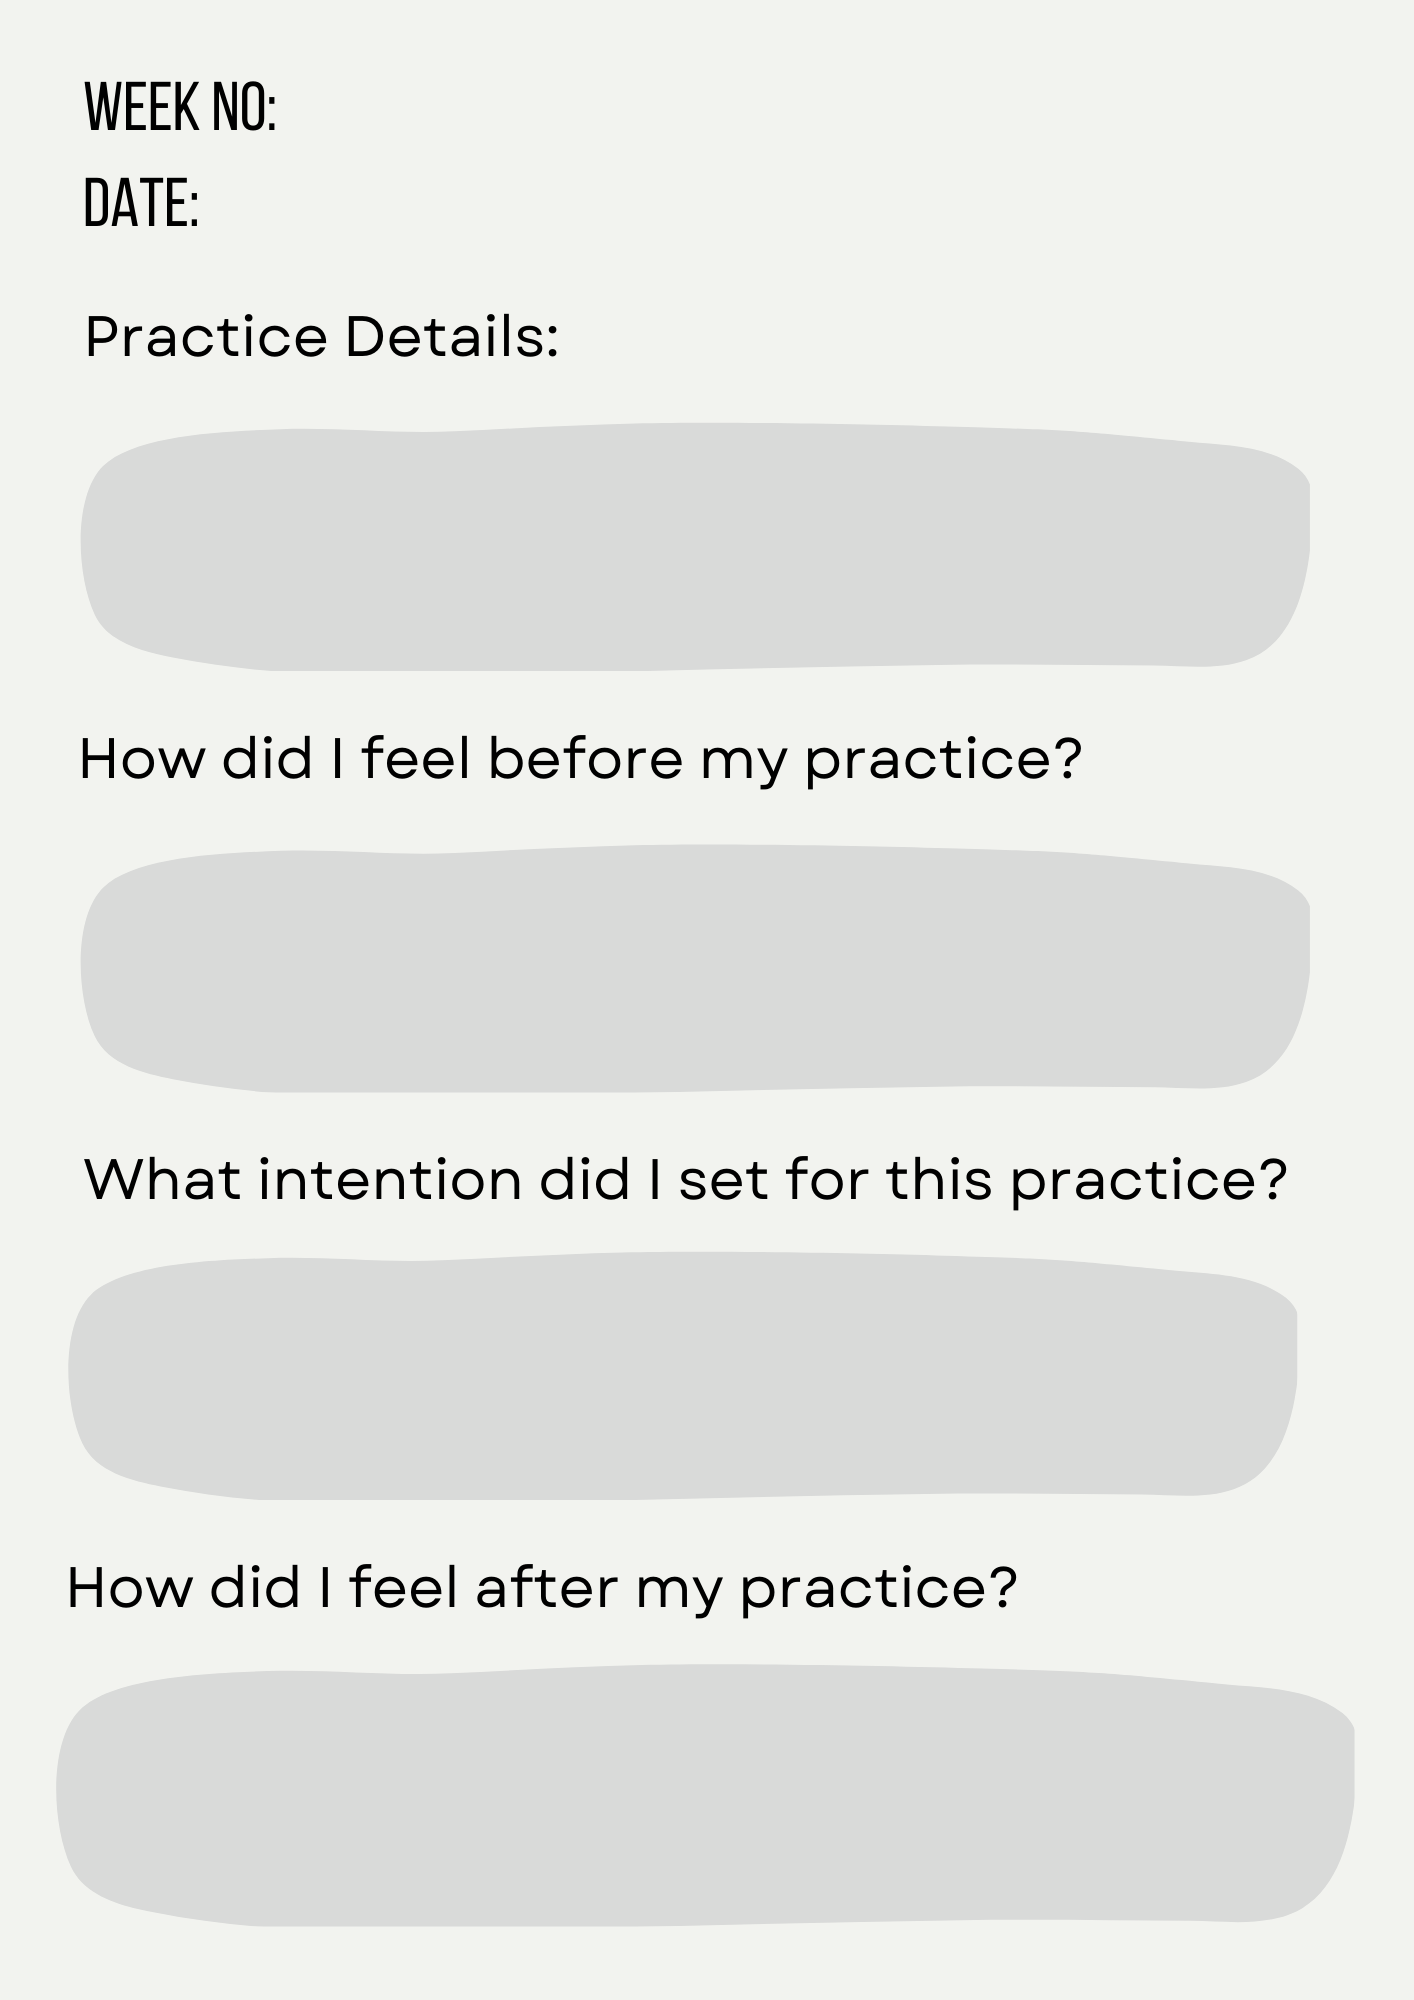 WEEK NO:
DATE:
Practice Details:
How did I feel before my practice?
What intention did I set for this practice?
How did I feel after my practice?